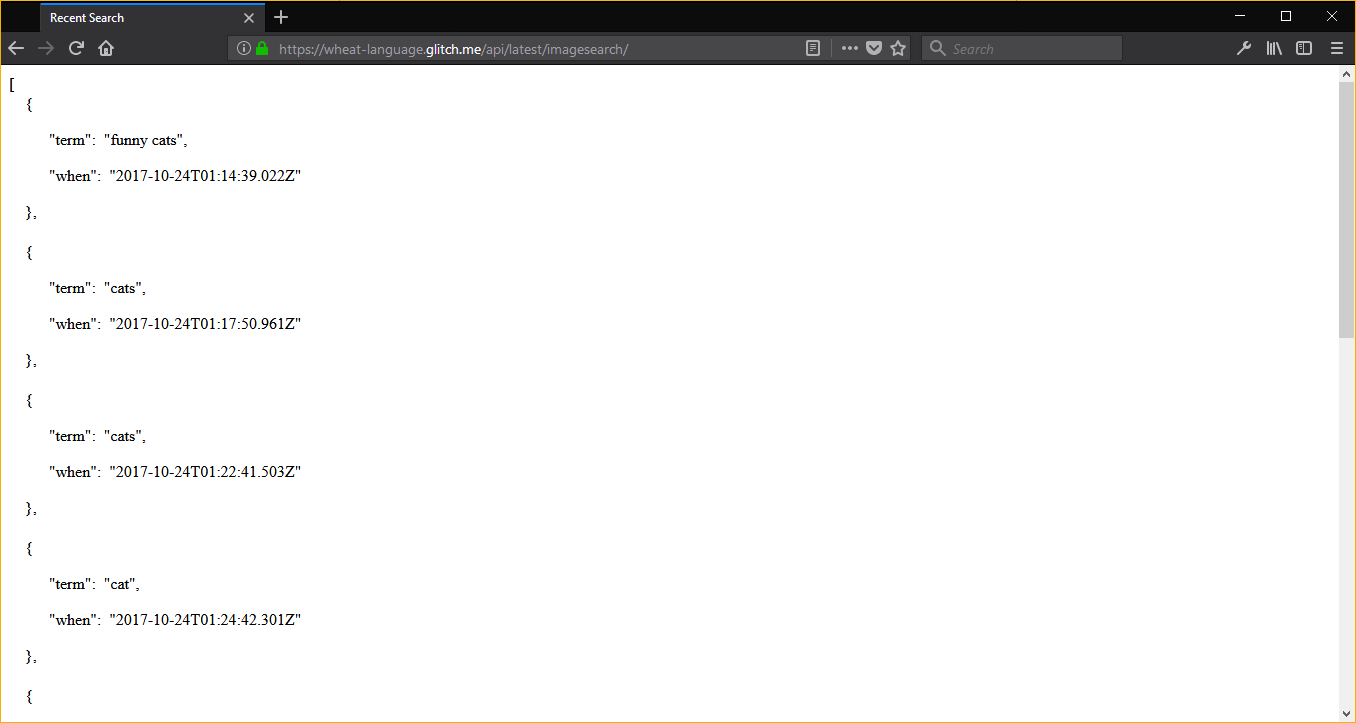 Recent Search
https://wheat-language.glitch.me/api/latest/imagesearch/
Search
[
{
"term": "funny cats",
"when": "2017-10-24T01:14:39.022Z"
},
{
"term": "cats",
"when": "2017-10-24T01:17:50.961Z"
},
{
"term": "cats",
"when": "2017-10-24T01:22:41.503Z"
},
{
"term": "cat",
"when": "2017-10-24T01:24:42.301Z"
},
{